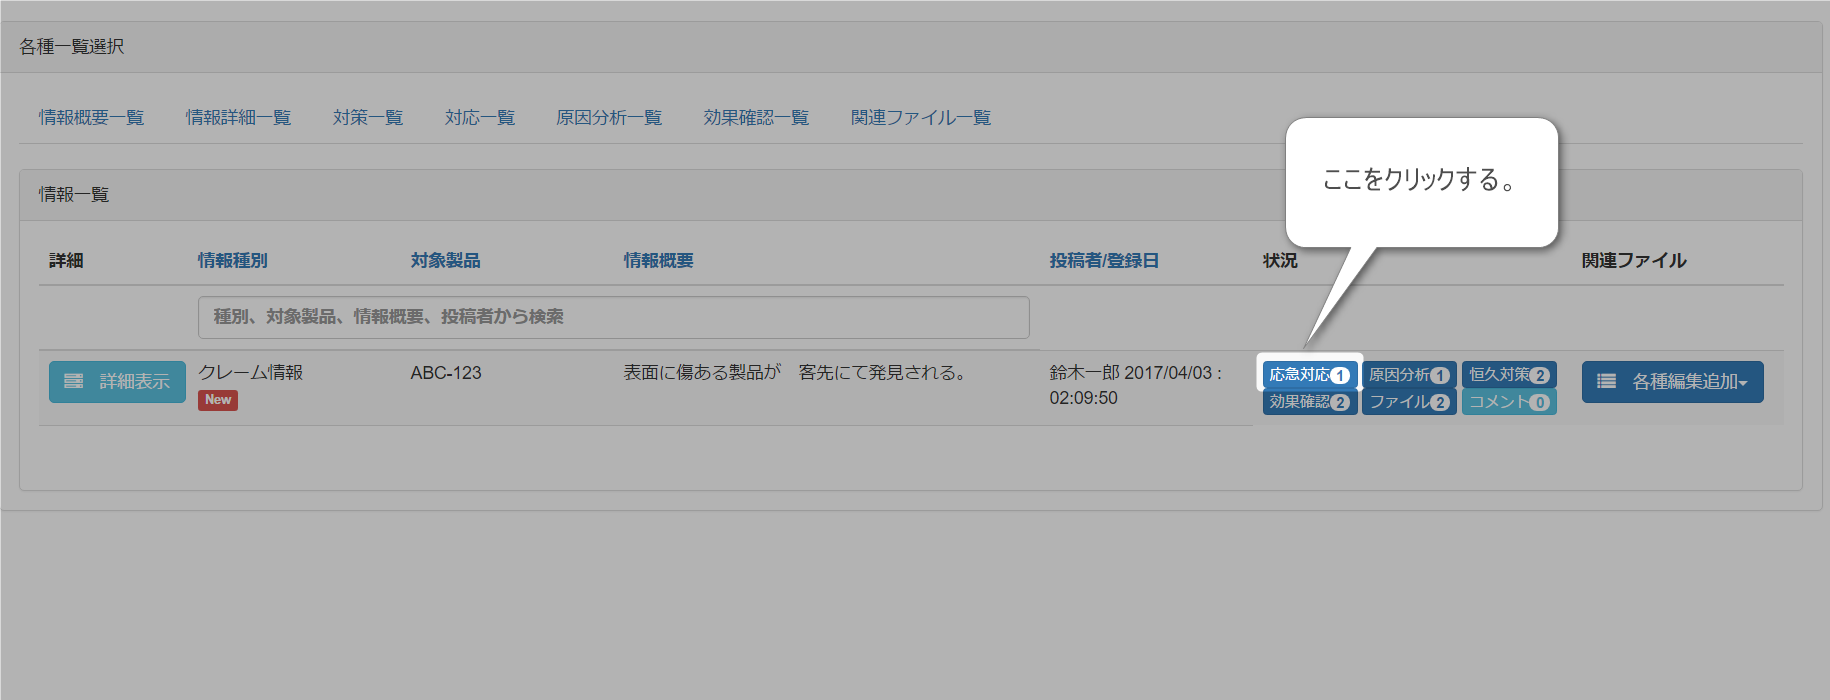 各種一覧選択
情報概要一覧 情報詳細一覧 対策一覧 対応一覧 原因分析一覧 効果確認一覧 関連ファイル一覧
ここをクリックする。
情報一覧
詳細 情報種別 対象製品 情報概要 投稿者/登録日 状況 関連ファイル
種別、対象製品、情報概要、投稿者から検索
詳細表示 クレーム情報 ABC-123 表面に傷ある製品が　客先にて発見される。 鈴木一郎 2017/04/03 : 応急対応1 原因分析1 恒久対策2 各種編集追加
New 02:09:50 効果確認2 ファイル2 コメント0